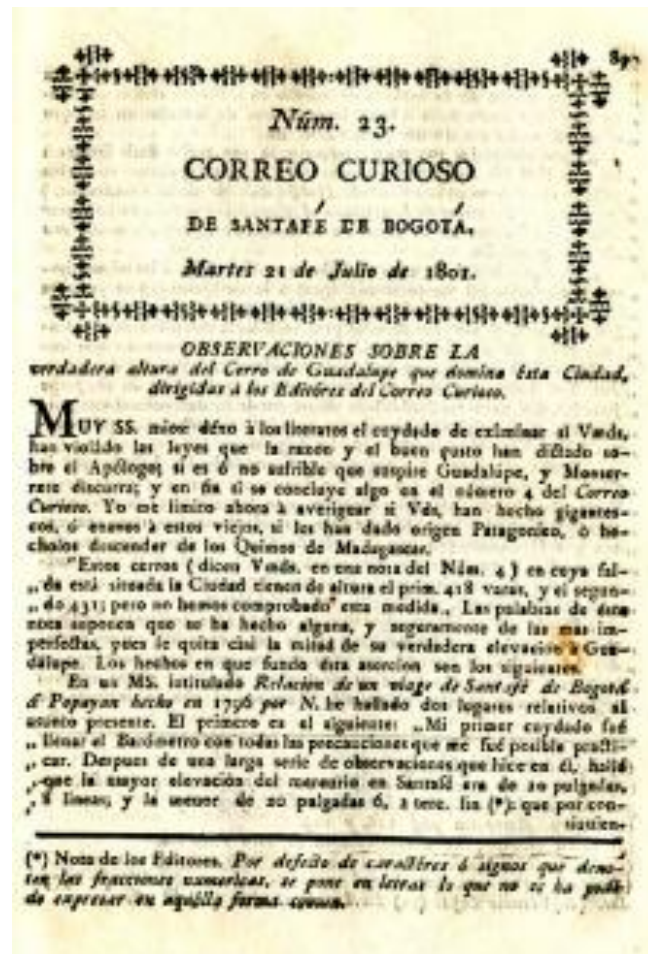 89
Núm. 23.
CORREO CURIOSO
DE SANTAFÉ DE BOGOTÁ.
Martes 21 de Julio de 1801.
OBSERVACIONES SOBRE LA
verdadera altura del Cerro de Guadalupe que domina ésta Ciudad,
dirigidas á los Editóres del Correo Curioso.
MUY SS. mios: déxo à los literatos el cuydado de exâminar si Vmds,
han violado las leyes que la razon y el buen gusto han dictado so-
bre el Apólogo; si es ó no sufrible que suspire Guadalupe, y Monser-
rate discurra; y en fin si se concluye algo en el número 4 del Correo
Curioso. Yo me limito ahora à averiguar si Vds, han hecho gigantes-
cos, ó enanos à estos viejos, si les han dado origen Patagonico, ó he-
cholos descender de los Quimos de Madagascar.
"Estos cerros (dicen Vmds. en una nota del Núm. 4) en cuya fal-
„ da está situada la Ciudad tienen de altura el prim. 418 varas, y el segun-
„ do 431; pero no hemos comprobado esta medida„ Las palabras de ésta
nota suponen que se ha hecho alguna, y seguramente de las mas im-
perfectas, pues le quita casi la mitad de su verdadera elevacion à Gua-
dalupe. Los hechos en que fundo ésta asercion son los siguientes.
En un MS. intitulado Relacion de un viage de Santafé de Bogotá
á Popayan hecho en 1796 por N. he hallado dos lugares relativos al
asunto presente. El primero es el siguiente: „Mi primer cuydado fué
„ llenar el Barómetro con todas las precauciones que me fué posible practi-
„ car. Despues de una larga serie de observaciones que hice en él, hallé
„ que la mayor elevacion del mercurio en Santafé era de 20 pulgadas,
„ 8 lineas; y la menor de 20 pulgadas 6, 2 terc. lin (*): que por con-
siguien-
(*) Nota de los Editores. Por defecto de caractéres ó signos que deno-
ten las fracciones numericas, se pone en letras lo que no se ha podi-
do expresar en aquélla forma comun.